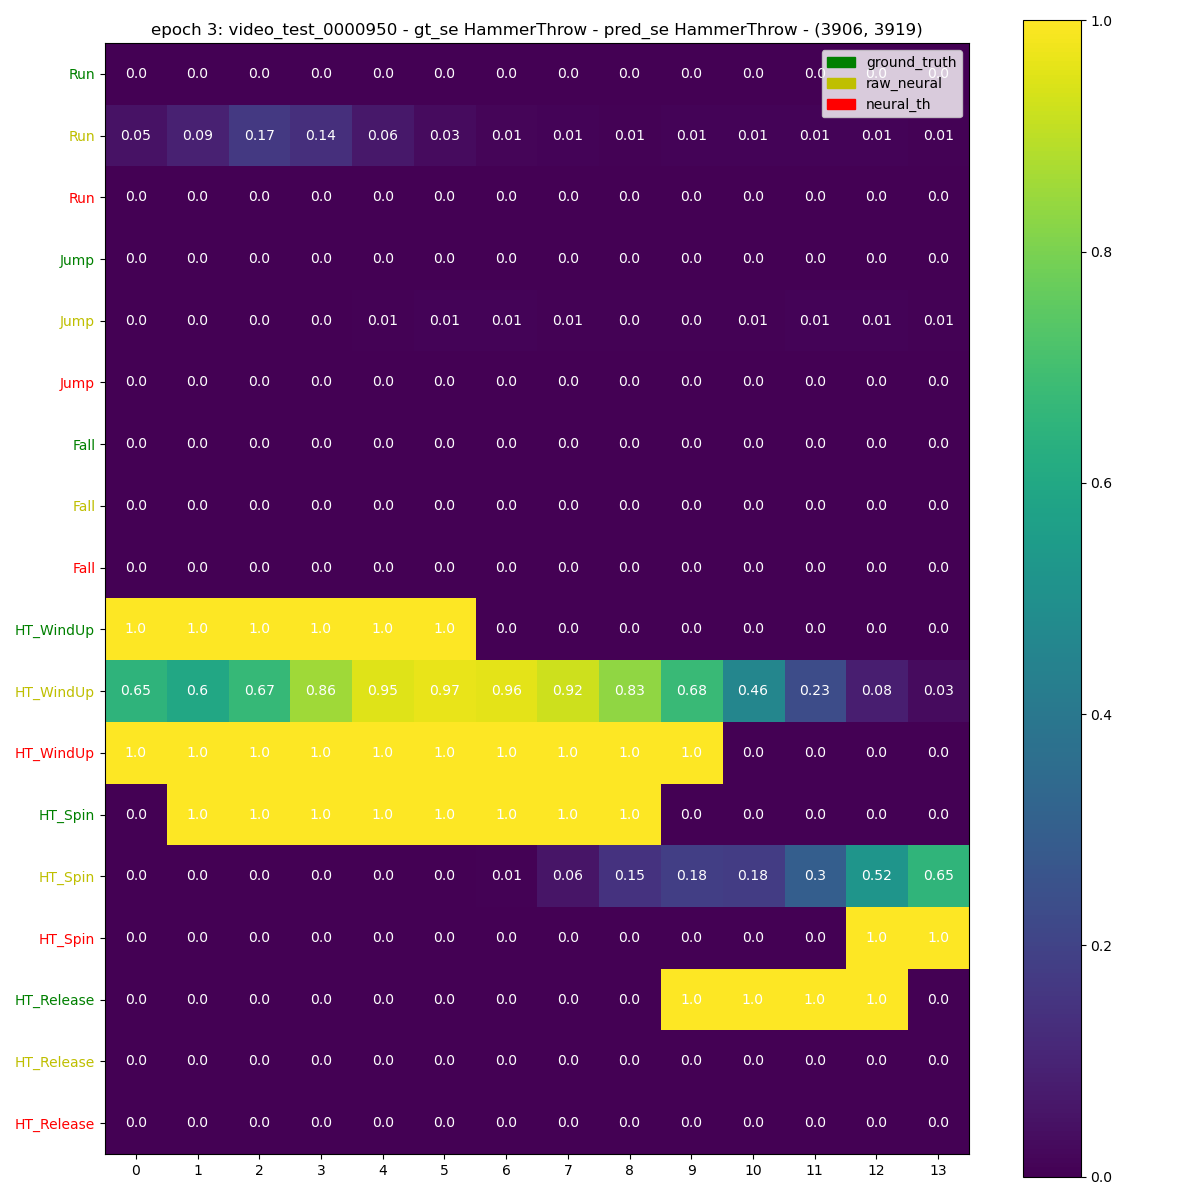 epoch 3: video_test_0000950 - gt_se HammerThrow - pred_se HammerThrow - (3906, 3919)
ground_truth
raw_neural
neural_th
Run 0.0 0.0 0.0 0.0 0.0 0.0 0.0 0.0 0.0 0.0 0.0 0.0 0.0 0.0
Run 0.05 0.09 0.17 0.14 0.06 0.03 0.01 0.01 0.01 0.01 0.01 0.01 0.01 0.01
Run 0.0 0.0 0.0 0.0 0.0 0.0 0.0 0.0 0.0 0.0 0.0 0.0 0.0 0.0
Jump 0.0 0.0 0.0 0.0 0.0 0.0 0.0 0.0 0.0 0.0 0.0 0.0 0.0 0.0
Jump 0.0 0.0 0.0 0.0 0.01 0.01 0.01 0.01 0.0 0.0 0.01 0.01 0.01 0.01
Jump 0.0 0.0 0.0 0.0 0.0 0.0 0.0 0.0 0.0 0.0 0.0 0.0 0.0 0.0
Fall 0.0 0.0 0.0 0.0 0.0 0.0 0.0 0.0 0.0 0.0 0.0 0.0 0.0 0.0
Fall 0.0 0.0 0.0 0.0 0.0 0.0 0.0 0.0 0.0 0.0 0.0 0.0 0.0 0.0
Fall 0.0 0.0 0.0 0.0 0.0 0.0 0.0 0.0 0.0 0.0 0.0 0.0 0.0 0.0
HT_WindUp 1.0 1.0 1.0 1.0 1.0 1.0 0.0 0.0 0.0 0.0 0.0 0.0 0.0 0.0
HT_WindUp 0.65 0.6 0.67 0.86 0.95 0.97 0.96 0.92 0.83 0.68 0.46 0.23 0.08 0.03
HT_WindUp 1.0 1.0 1.0 1.0 1.0 1.0 1.0 1.0 1.0 1.0 0.0 0.0 0.0 0.0
HT_Spin 0.0 1.0 1.0 1.0 1.0 1.0 1.0 1.0 1.0 0.0 0.0 0.0 0.0 0.0
HT_Spin 0.0 0.0 0.0 0.0 0.0 0.0 0.01 0.06 0.15 0.18 0.18 0.3 0.52 0.65
HT_Spin 0.0 0.0 0.0 0.0 0.0 0.0 0.0 0.0 0.0 0.0 0.0 0.0 1.0 1.0
HT_Release 0.0 0.0 0.0 0.0 0.0 0.0 0.0 0.0 0.0 1.0 1.0 1.0 1.0 0.0
HT_Release 0.0 0.0 0.0 0.0 0.0 0.0 0.0 0.0 0.0 0.0 0.0 0.0 0.0 0.0
HT_Release 0.0 0.0 0.0 0.0 0.0 0.0 0.0 0.0 0.0 0.0 0.0 0.0 0.0 0.0
0 1 2 3 4 5 6 7 8 9 10 11 12 13
1.0
0.8
0.6
0.4
0.2
0.0